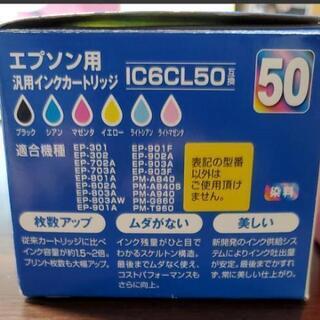 エプソン用
汎用インクカートリッジ
IC6CL50互換
50
ブラック シアン マゼンタ イエロー ライトシアン ライトマゼンタ
適合機種
EP-301
EP-302
EP-702A
EP-703A
EP-801A
EP-802A
EP-803A
EP-803AW
EP-901A
EP-901F
EP-902A
EP-903A
EP-903F
PM-A820
PM-A840S
PM-A940
PM-G860
PM-T960
表記の型番
以外は
ご使用頂け
ません。
染料
枚数アップ
従来カートリッジに比べ
インク容量が約1.5~2倍。
プリント枚数も大幅アップ。
ムダがない
インク残量がひと目で
わかるスケルトン構造。
最後までムダなく使え、
コストパフォーマンスも
さらに向上。
美しい
新開発のインク供給シス
テムによりインク吐出量
が安定。最後までかすれ
ず、常に美しい仕上がり。